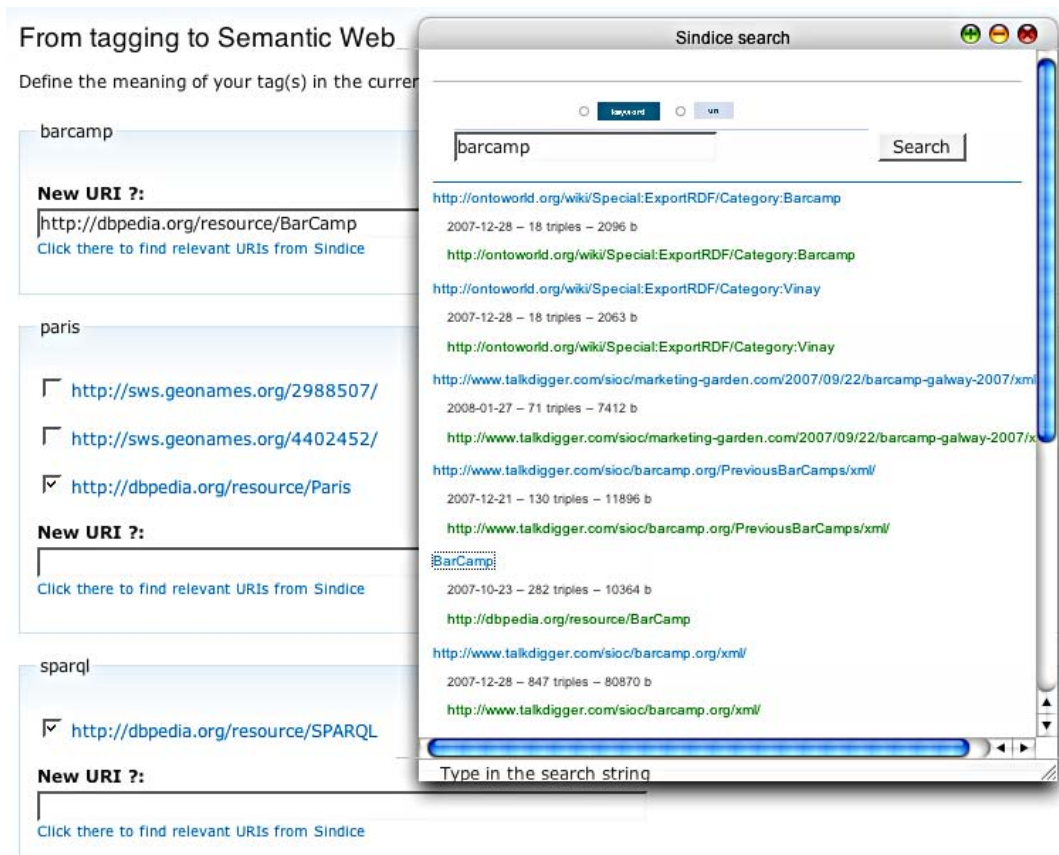 From tagging to Semantic Web
Define the meaning of your tag(s) in the curren
barcamp
New URI ?:
http://dbpedia.org/resource/BarCamp
Click there to find relevant URIs from Sindice
paris
http://sws.geonames.org/2988507/
http://sws.geonames.org/4402452/
http://dbpedia.org/resource/Paris
New URI ?:
Click there to find relevant URIs from Sindice
sparql
http://dbpedia.org/resource/SPARQL
New URI ?:
Click there to find relevant URIs from Sindice
Sindice search
keyword uri
barcamp Search
http://ontoworld.org/wiki/Special:ExportRDF/Category:Barcamp
2007-12-28 – 18 triples – 2096 b
http://ontoworld.org/wiki/Special:ExportRDF/Category:Barcamp
http://ontoworld.org/wiki/Special:ExportRDF/Category:Vinay
2007-12-28 – 18 triples – 2063 b
http://ontoworld.org/wiki/Special:ExportRDF/Category:Vinay
http://www.talkdigger.com/sioc/marketing-garden.com/2007/09/22/barcamp-galway-2007/xml
2008-01-27 – 71 triples – 7412 b
http://www.talkdigger.com/sioc/marketing-garden.com/2007/09/22/barcamp-galway-2007/x
http://www.talkdigger.com/sioc/barcamp.org/PreviousBarCamps/xml/
2007-12-21 – 130 triples – 11896 b
http://www.talkdigger.com/sioc/barcamp.org/PreviousBarCamps/xml/
BarCamp
2007-10-23 – 282 triples – 10364 b
http://dbpedia.org/resource/BarCamp
http://www.talkdigger.com/sioc/barcamp.org/xml/
2007-12-28 – 847 triples – 80870 b
http://www.talkdigger.com/sioc/barcamp.org/xml/
Type in the search string